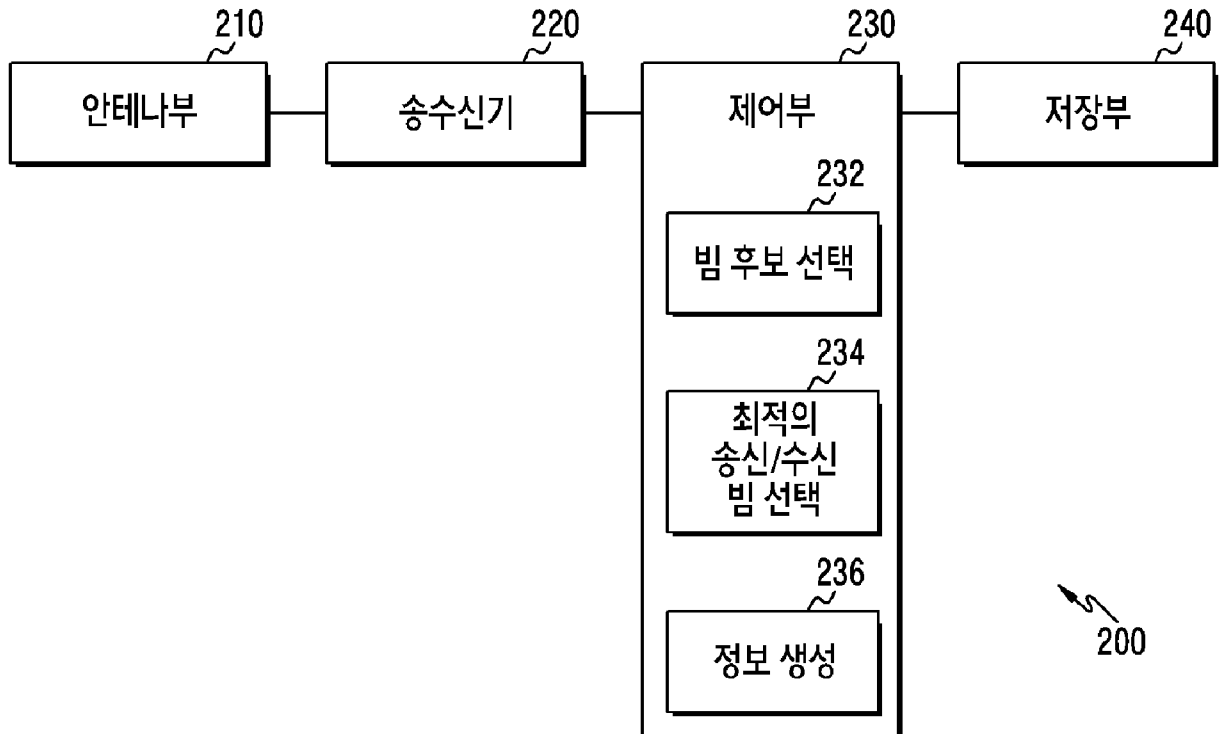 210
220
230
240
안테나부
송수신기
제어부
저장부
232
빔 후보 선택
234
최적의
송신/수신
빔 선택
236
정보 생성
200